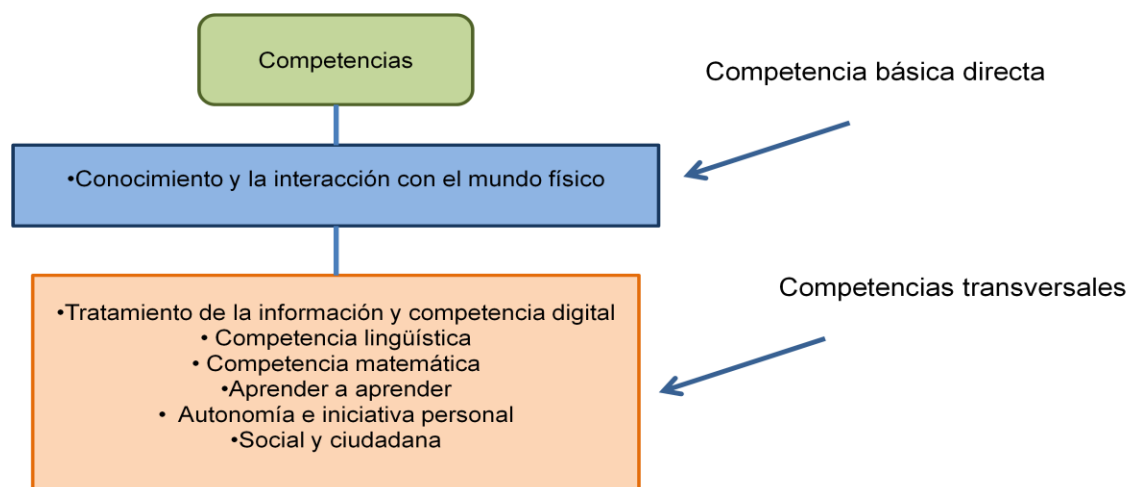 Competencias
Competencia básica directa
•Conocimiento y la interacción con el mundo físico
Competencias transversales
•Tratamiento de la información y competencia digital
• Competencia lingüística
• Competencia matemática
•Aprender a aprender
• Autonomía e iniciativa personal
•Social y ciudadana